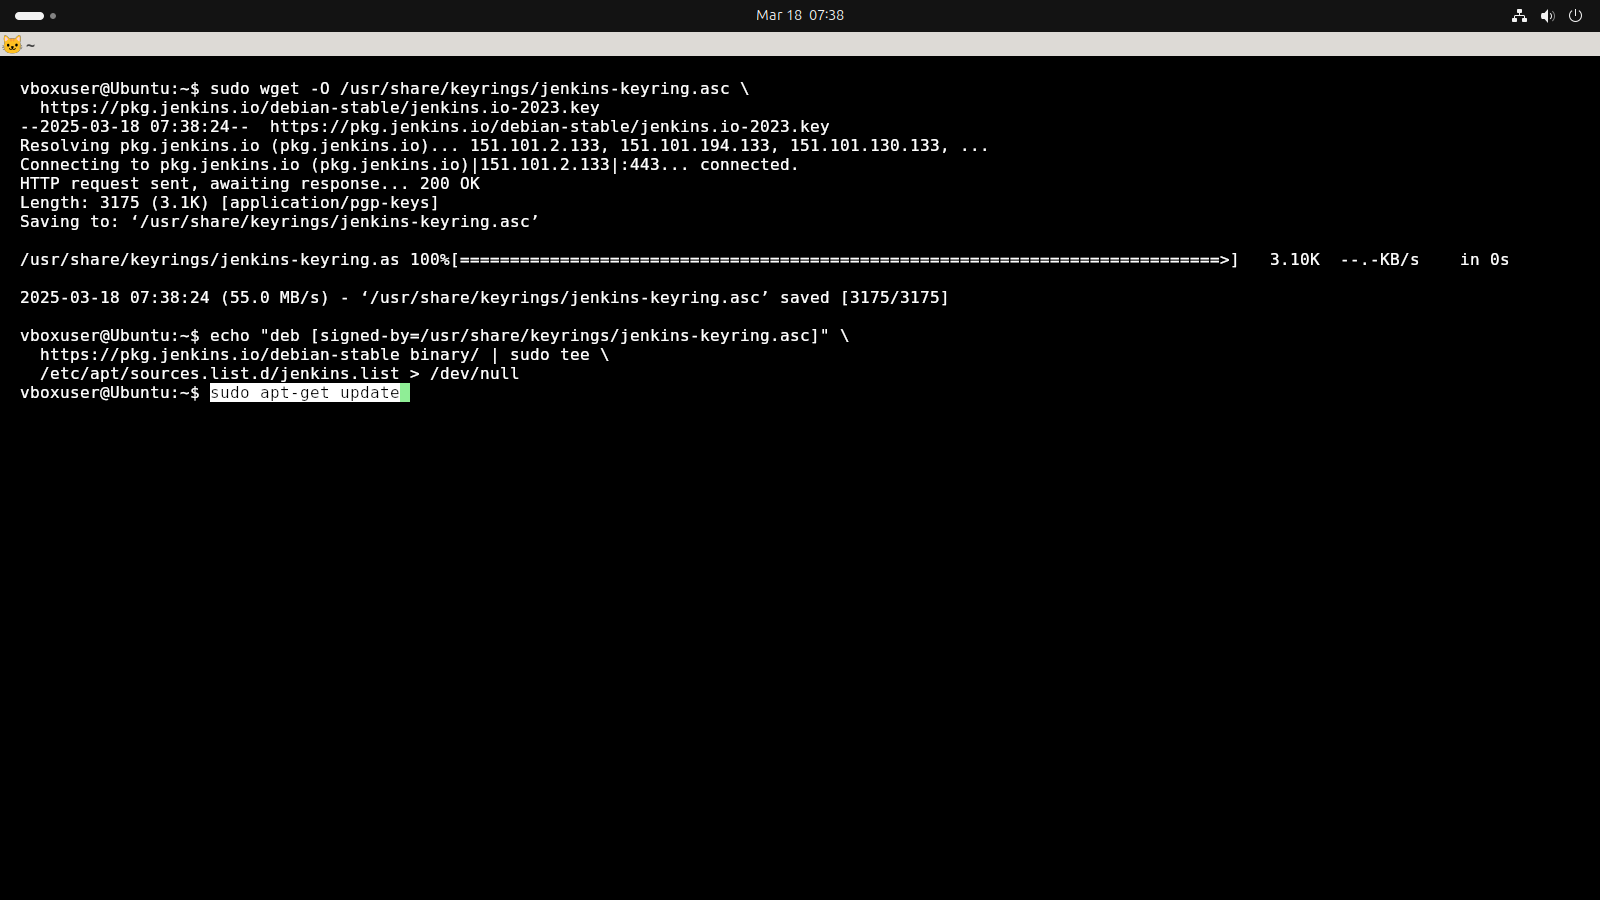 Mar 18 07:38
~
vboxuser@Ubuntu:~$ sudo wget -O /usr/share/keyrings/jenkins-keyring.asc \
  https://pkg.jenkins.io/debian-stable/jenkins.io-2023.key
--2025-03-18 07:38:24--  https://pkg.jenkins.io/debian-stable/jenkins.io-2023.key
Resolving pkg.jenkins.io (pkg.jenkins.io)... 151.101.2.133, 151.101.194.133, 151.101.130.133, ...
Connecting to pkg.jenkins.io (pkg.jenkins.io)|151.101.2.133|:443... connected.
HTTP request sent, awaiting response... 200 OK
Length: 3175 (3.1K) [application/pgp-keys]
Saving to: ‘/usr/share/keyrings/jenkins-keyring.asc’
/usr/share/keyrings/jenkins-keyring.as 100%[============================================================================>]   3.10K  --.-KB/s    in 0s
2025-03-18 07:38:24 (55.0 MB/s) - ‘/usr/share/keyrings/jenkins-keyring.asc’ saved [3175/3175]
vboxuser@Ubuntu:~$ echo "deb [signed-by=/usr/share/keyrings/jenkins-keyring.asc]" \
  https://pkg.jenkins.io/debian-stable binary/ | sudo tee \
  /etc/apt/sources.list.d/jenkins.list > /dev/null
vboxuser@Ubuntu:~$ sudo apt-get update